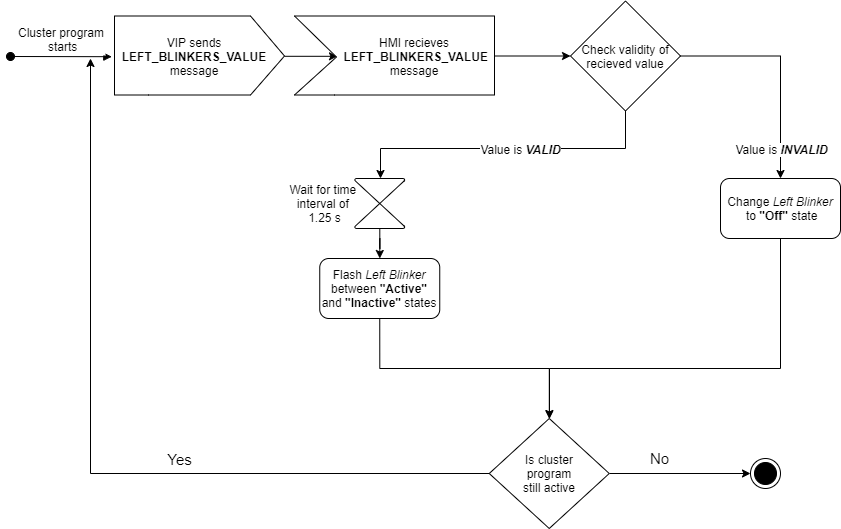 Cluster program
starts
VIP sends
LEFT_BLINKERS_VALUE
message
HMI recieves
LEFT_BLINKERS_VALUE
message
Check validity of
recieved value
Value is VALID
Value is INVALID
Wait for time
interval of
1.25 s
Change Left Blinker
to "Off" state
Flash Left Blinker
between "Active"
and "Inactive" states
Is cluster
program
still active
Yes
No